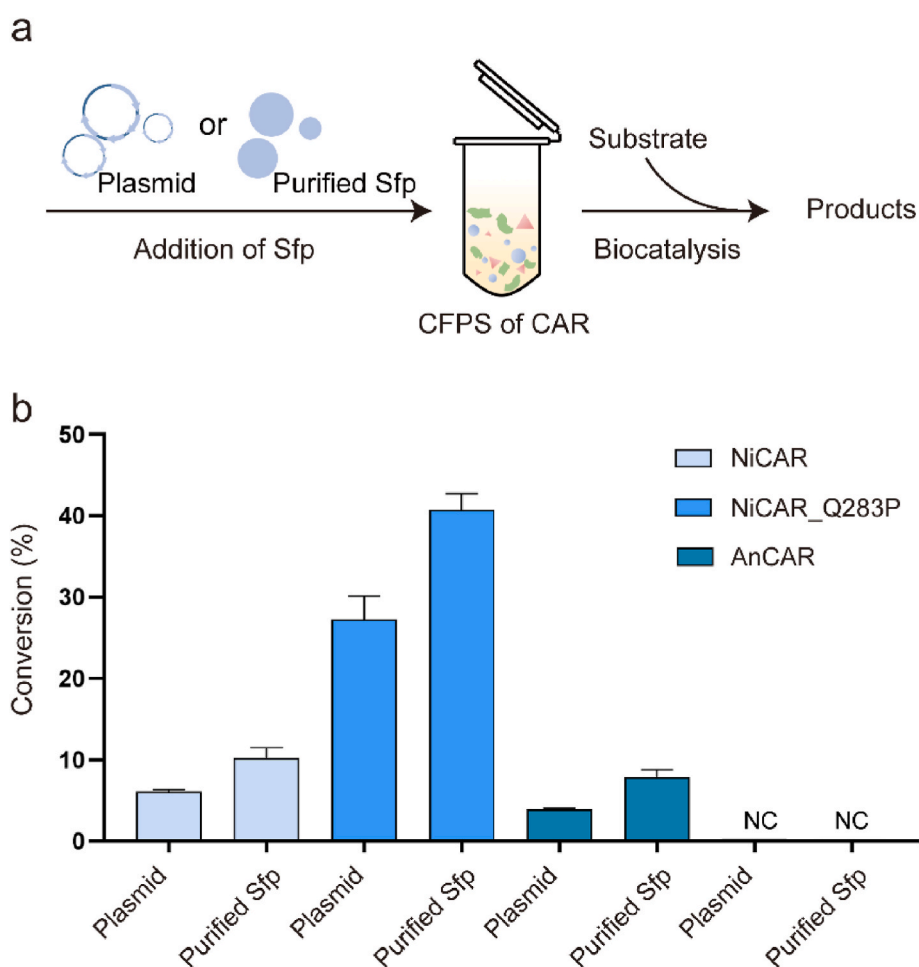 a
or
Plasmid
Purified Sfp
Addition of Sfp
CFPS of CAR
Substrate
Biocatalysis
Products
b
Conversion (%)
50
40
30
20
10
0
NiCAR
NiCAR_Q283P
AnCAR
NC
NC
Plasmid
Purified Sfp
Plasmid
Purified Sfp
Plasmid
Purified Sfp
Plasmid
Purified Sfp